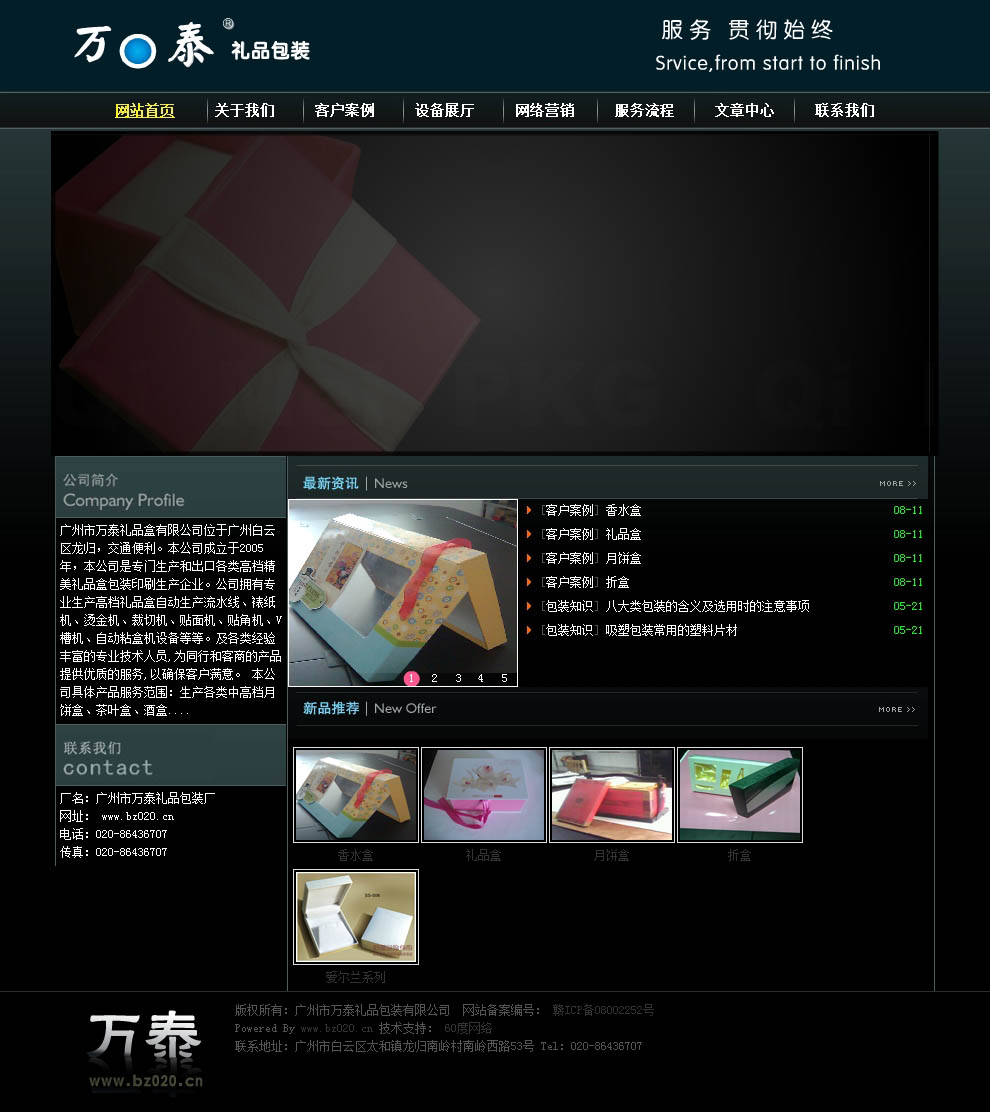 万 泰® 礼品包装
服务 贯彻始终
Srvice,from start to finish
网站首页 关于我们 客户案例 设备展厅 网络营销 服务流程 文章中心 联系我们
PKG Qi
公司简介
Company Profile
广州市万泰礼品盒有限公司位于广州白云
区龙归，交通便利。本公司成立于2005
年，本公司是专门生产和出口各类高档精
美礼品盒包装印刷生产企业。公司拥有专
业生产高档礼品盒自动生产流水线、裱纸
机、烫金机、裁切机、贴面机、贴角机、V
槽机、自动粘盒机设备等等。及各类经验
丰富的专业技术人员,为同行和客商的产品
提供优质的服务,以确保客户满意。 本公
司具体产品服务范围：生产各类中高档月
饼盒、茶叶盒、酒盒....
联系我们
contact
厂名：广州市万泰礼品包装厂
网址： www.bz020.cn
电话：020-86436707
传真：020-86436707
最新资讯 | News MORE >>
1 2 3 4 5
[客户案例] 香水盒 08-11
[客户案例] 礼品盒 08-11
[客户案例] 月饼盒 08-11
[客户案例] 折盒 08-11
[包装知识] 八大类包装的含义及选用时的注意事项 05-21
[包装知识] 吸塑包装常用的塑料片材 05-21
新品推荐 | New Offer MORE >>
香水盒 礼品盒 月饼盒 折盒
爱尔兰系列
万泰
www.bz020.cn
版权所有：广州市万泰礼品包装有限公司 网站备案编号： 赣ICP备08002252号
Powered By www.bz020.cn 技术支持： 60度网络
联系地址：广州市白云区太和镇龙归南岭村南岭西路53号 Tel：020-86436707